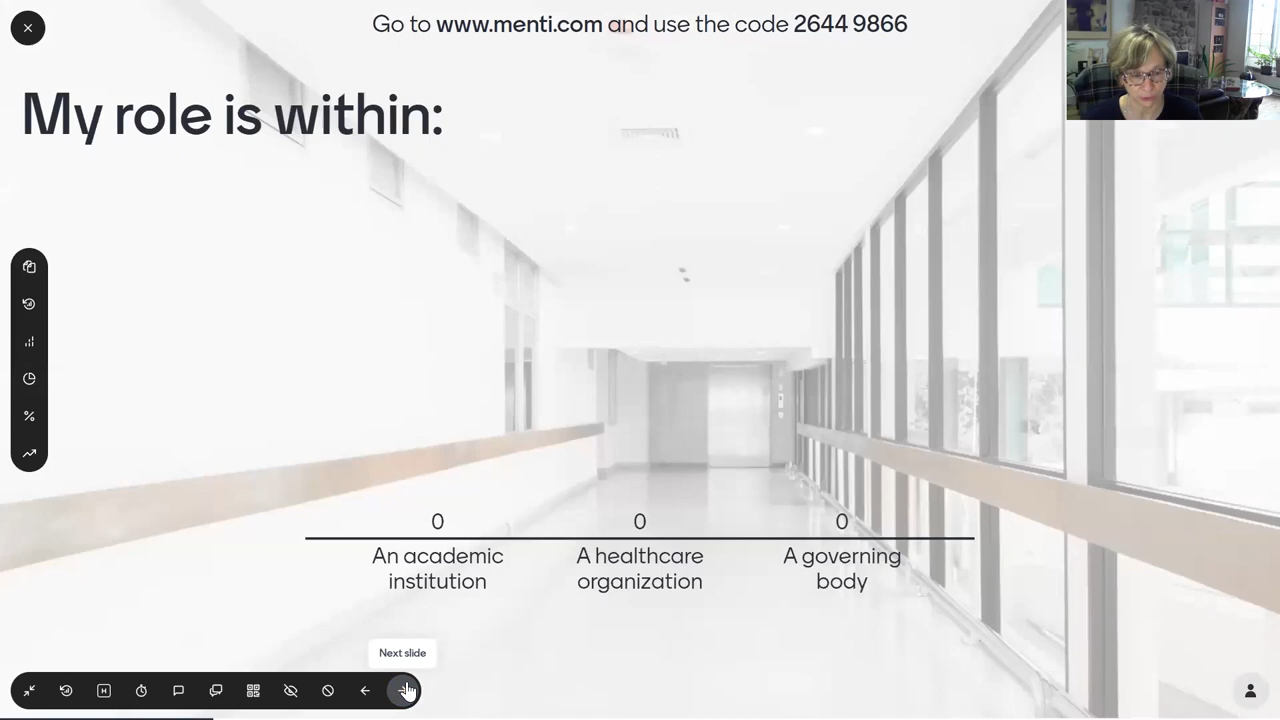 Go to www.menti.com and use the code 2644 9866
My role is within:
0
0
0
An academic
institution
A healthcare
organization
A governing
body
Next slide